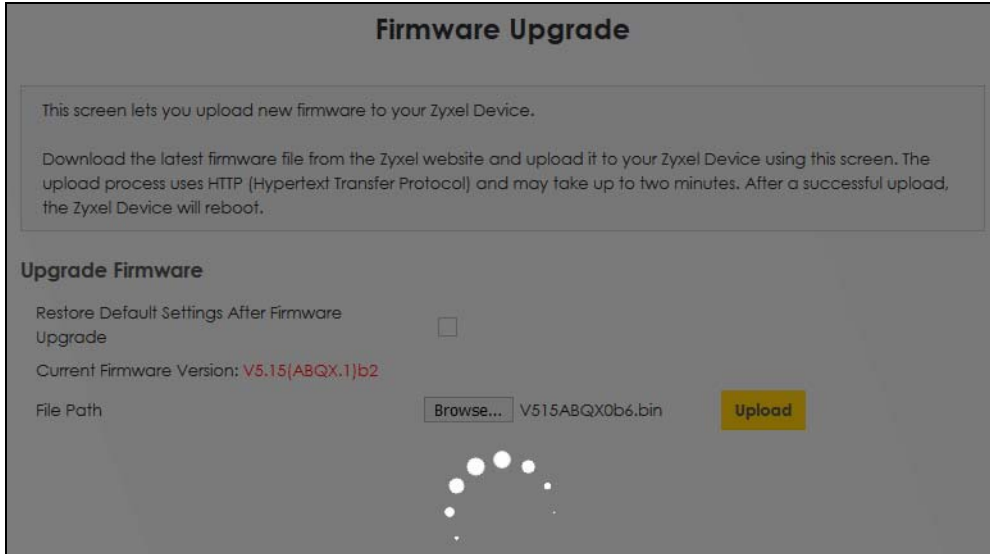 Firmware Upgrade
This screen lets you upload new firmware to your Zyxel Device.
Download the latest firmware file from the Zyxel website and upload it to your Zyxel Device using this screen. The
upload process uses HTTP (Hypertext Transfer Protocol) and may take up to two minutes. After a successful upload,
the Zyxel Device will reboot.
Upgrade Firmware
Restore Default Settings After Firmware
Upgrade
Current Firmware Version: V5.15(ABQX.1)b2
File Path Browse... V515ABQX0b6.bin Upload